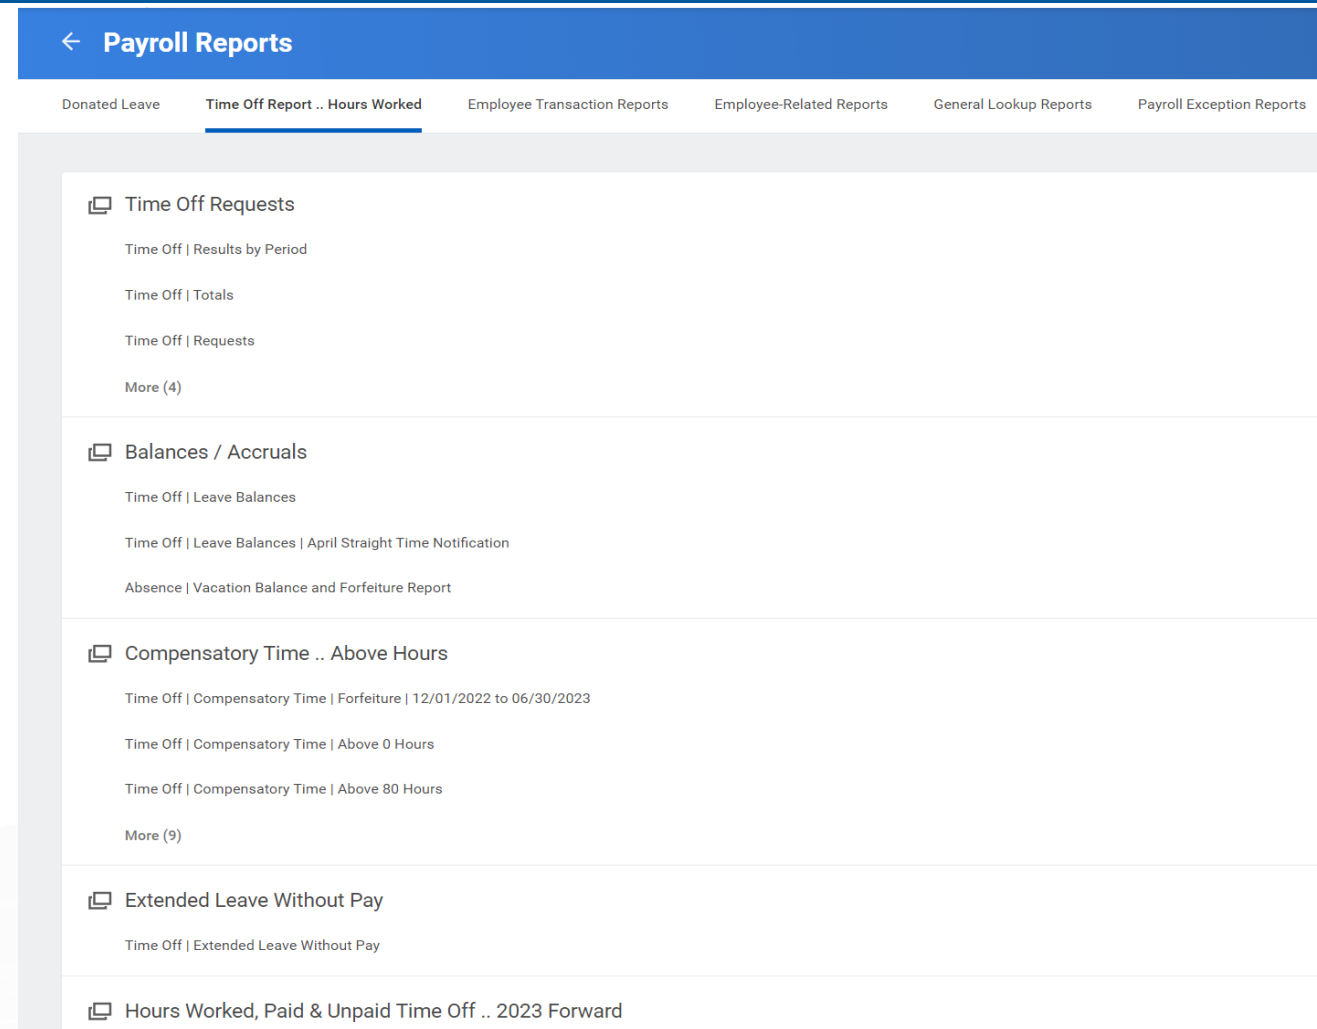 Payroll Reports
Donated Leave
Time Off Report .. Hours Worked
Employee Transaction Reports
Employee-Related Reports
General Lookup Reports
Payroll Exception Reports
Time Off Requests
Time Off | Results by Period
Time Off | Totals
Time Off | Requests
More (4)
Balances / Accruals
Time Off | Leave Balances
Time Off | Leave Balances | April Straight Time Notification
Absence | Vacation Balance and Forfeiture Report
Compensatory Time .. Above Hours
Time Off | Compensatory Time | Forfeiture | 12/01/2022 to 06/30/2023
Time Off | Compensatory Time | Above 0 Hours
Time Off | Compensatory Time | Above 80 Hours
More (9)
Extended Leave Without Pay
Time Off | Extended Leave Without Pay
Hours Worked, Paid & Unpaid Time Off .. 2023 Forward